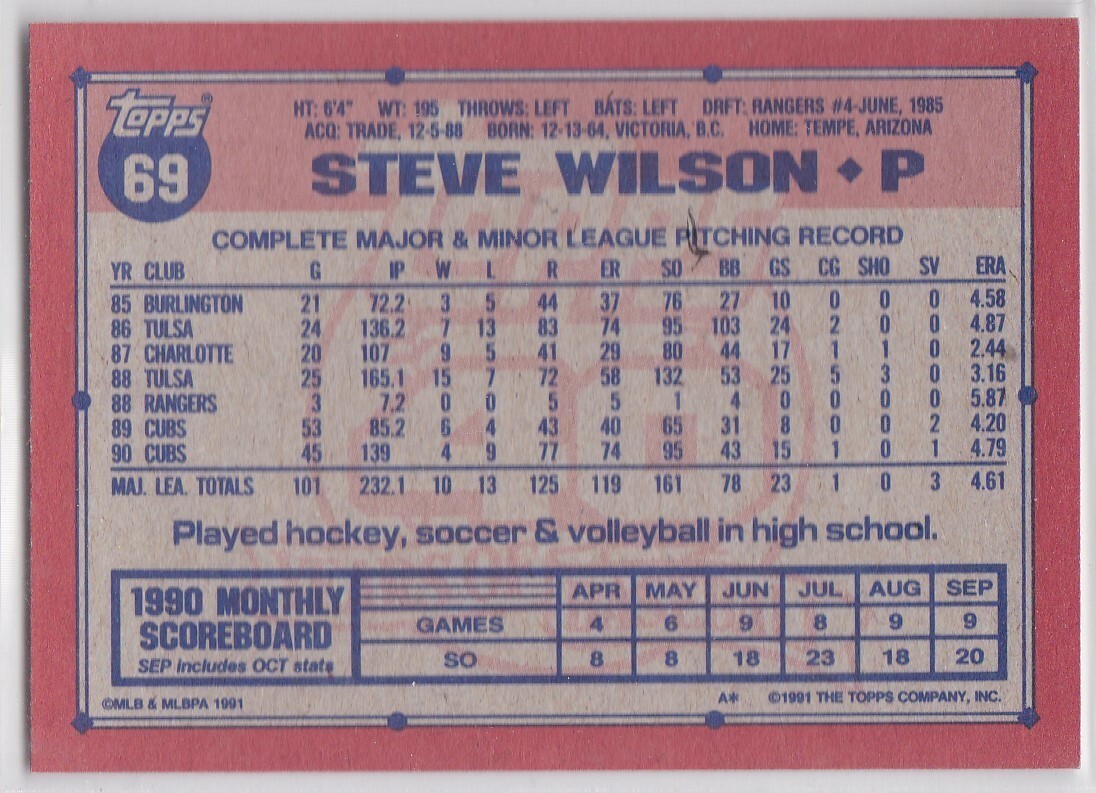 Topps®
69
HT: 6'4" WT: 195 THROWS: LEFT BATS: LEFT DRFT: RANGERS #4-JUNE, 1985
ACQ: TRADE, 12-5-88 BORN: 12-13-64, VICTORIA, B.C. HOME: TEMPE, ARIZONA
STEVE WILSON ◆ P
COMPLETE MAJOR & MINOR LEAGUE PITCHING RECORD
YR CLUB G IP W L R ER SO BB GS CG SHO SV ERA
85 BURLINGTON 21 72.2 3 5 44 37 76 27 10 0 0 0 4.58
86 TULSA 24 136.2 7 13 83 74 95 103 24 2 0 0 4.87
87 CHARLOTTE 20 107 9 5 41 29 80 44 17 1 1 0 2.44
88 TULSA 25 165.1 15 7 72 58 132 53 25 5 3 0 3.16
88 RANGERS 3 7.2 0 0 5 5 1 4 0 0 0 0 5.87
89 CUBS 53 85.2 6 4 43 40 65 31 8 0 0 2 4.20
90 CUBS 45 139 4 9 77 74 95 43 15 1 0 1 4.79
MAJ. LEA. TOTALS 101 232.1 10 13 125 119 161 78 23 1 0 3 4.61
Played hockey, soccer & volleyball in high school.
1990 MONTHLY
SCOREBOARD
SEP includes OCT stats
APR MAY JUN JUL AUG SEP
GAMES 4 6 9 8 9 9
SO 8 8 18 23 18 20
©MLB & MLBPA 1991
A* ©1991 THE TOPPS COMPANY, INC.